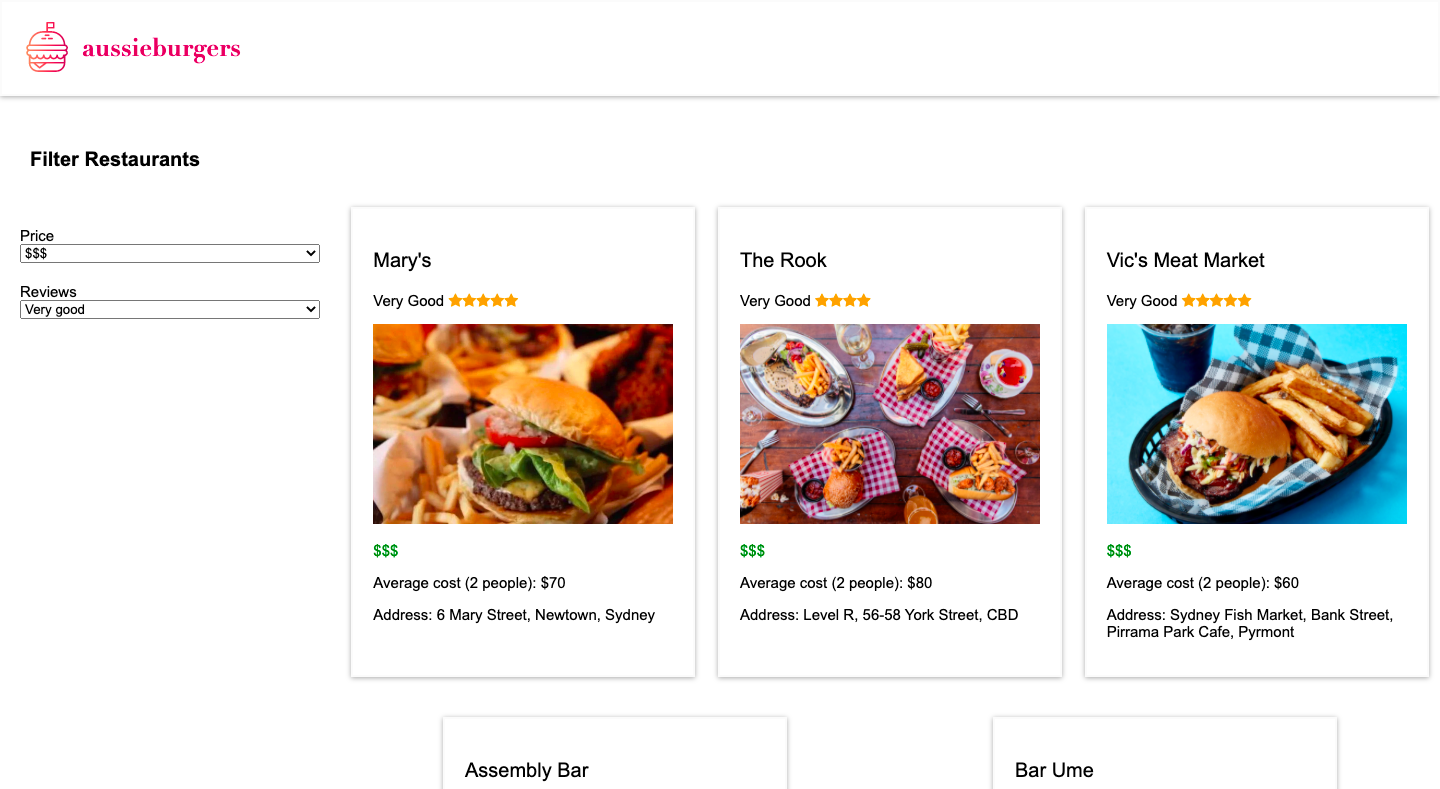 aussieburgers
Filter Restaurants
Price
$$$
Reviews
Very good
Mary's
Very Good
$$$
Average cost (2 people): $70
Address: 6 Mary Street, Newtown, Sydney
The Rook
Very Good
$$$
Average cost (2 people): $80
Address: Level R, 56-58 York Street, CBD
Vic's Meat Market
Very Good
$$$
Average cost (2 people): $60
Address: Sydney Fish Market, Bank Street,
Pirrama Park Cafe, Pyrmont
Assembly Bar
Bar Ume